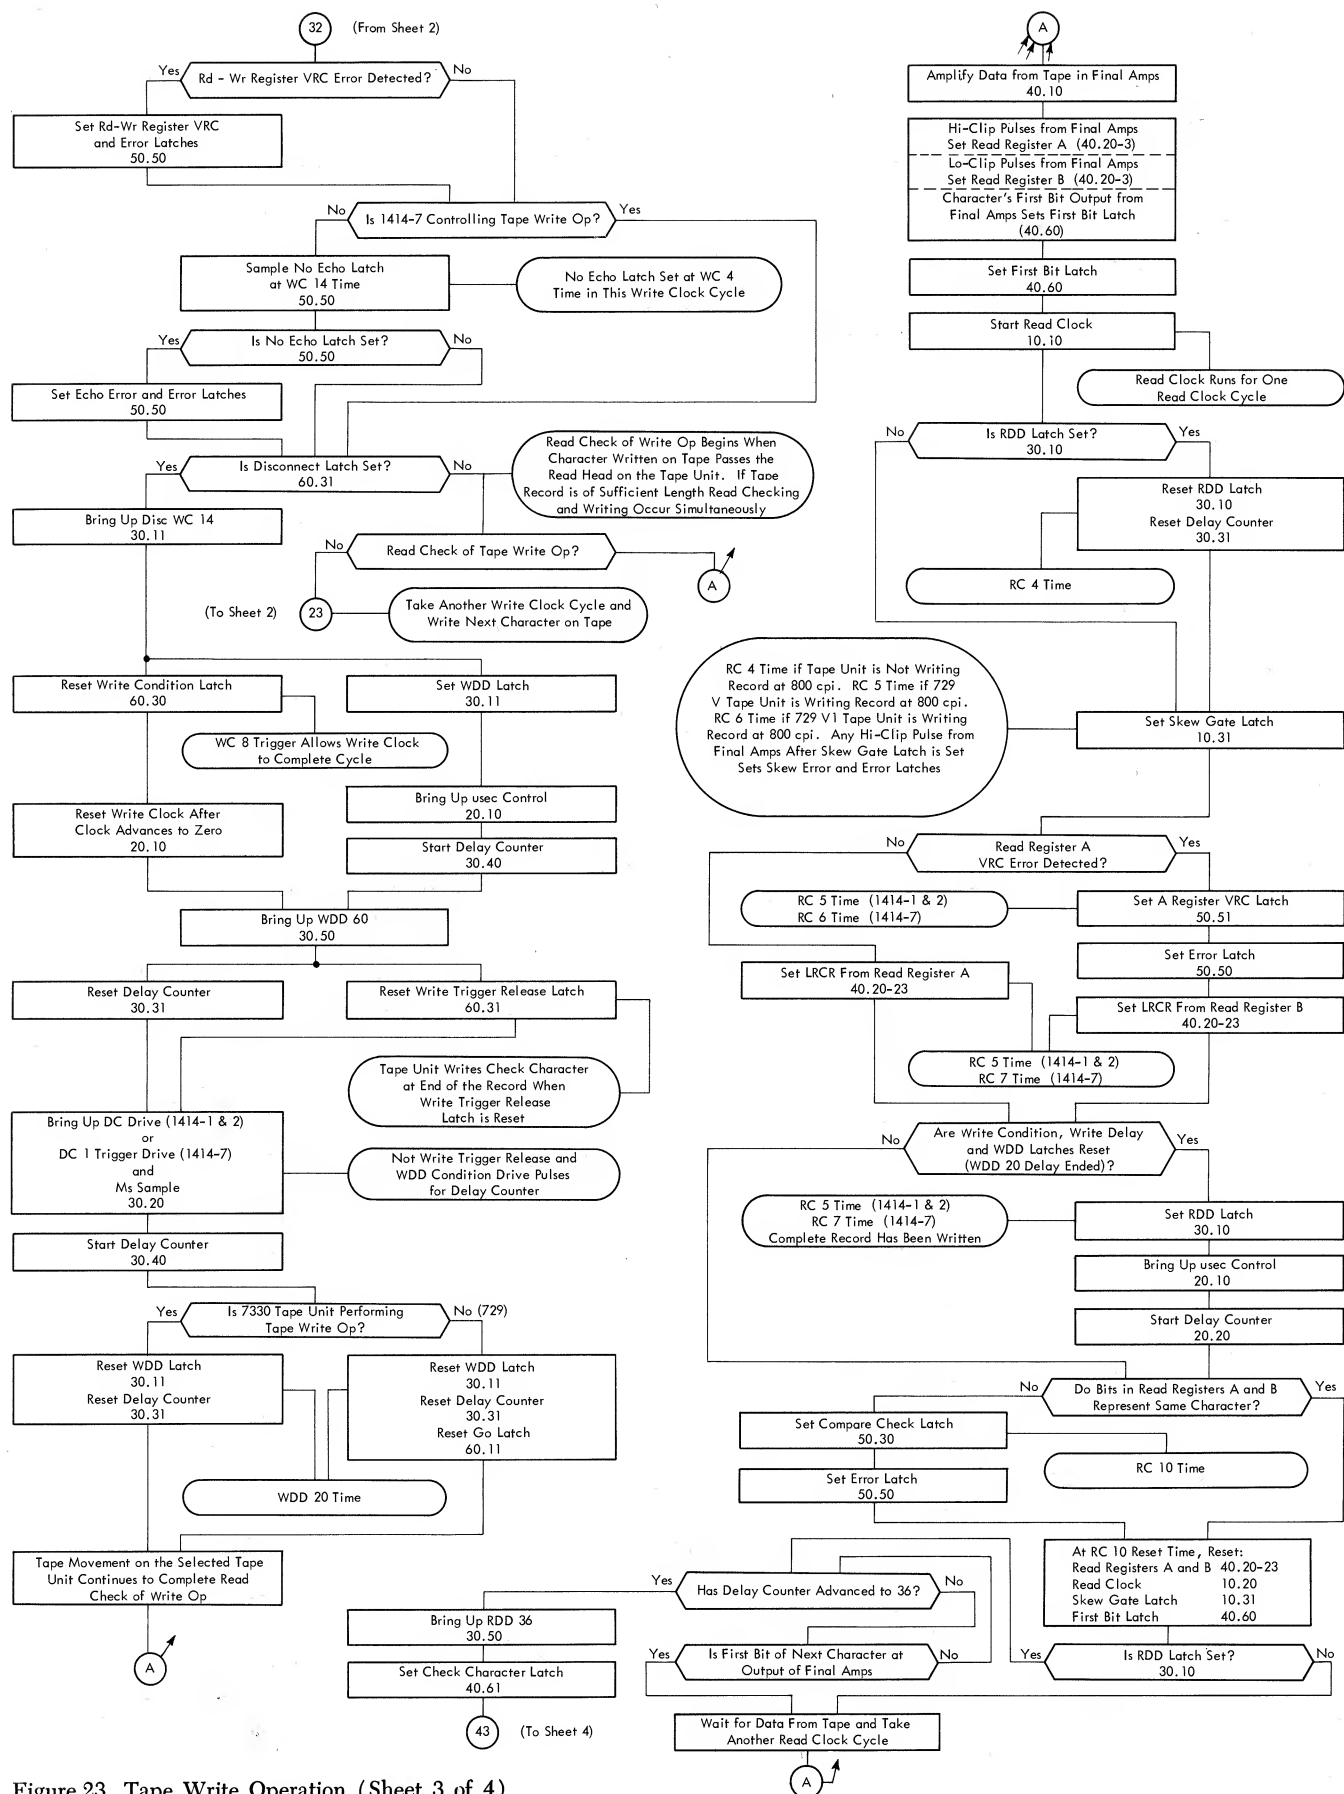 32
(From Sheet 2)
Yes
Rd - Wr Register VRC Error Detected?
No
Set Rd-Wr Register VRC
and Error Latches
50.50
No
Is 1414-7 Controlling Tape Write Op?
Yes
Sample No Echo Latch
at WC 14 Time
50.50
No Echo Latch Set at WC 4
Time in This Write Clock Cycle
Yes
Is No Echo Latch Set?
50.50
No
Set Echo Error and Error Latches
50.50
Yes
Is Disconnect Latch Set?
60.31
No
Read Check of Write Op Begins When
Character Written on Tape Passes the
Read Head on the Tape Unit. If Tape
Record is of Sufficient Length Read Checking
and Writing Occur Simultaneously
Bring Up Disc WC 14
30.11
No
Read Check of Tape Write Op?
A
(To Sheet 2)
23
Take Another Write Clock Cycle and
Write Next Character on Tape
Reset Write Condition Latch
60.30
Set WDD Latch
30.11
WC 8 Trigger Allows Write Clock
to Complete Cycle
Reset Write Clock After
Clock Advances to Zero
20.10
Bring Up usec Control
20.10
Start Delay Counter
30.40
Bring Up WDD 60
30.50
Reset Delay Counter
30.31
Reset Write Trigger Release Latch
60.31
Tape Unit Writes Check Character
at End of the Record When
Write Trigger Release
Latch is Reset
Bring Up DC Drive (1414-1 & 2)
or
DC 1 Trigger Drive (1414-7)
and
Ms Sample
30.20
Not Write Trigger Release and
WDD Condition Drive Pulses
for Delay Counter
Start Delay Counter
30.40
Yes
Is 7330 Tape Unit Performing
Tape Write Op?
No (729)
Reset WDD Latch
30.11
Reset Delay Counter
30.31
Reset WDD Latch
30.11
Reset Delay Counter
30.31
Reset Go Latch
60.11
WDD 20 Time
Tape Movement on the Selected Tape
Unit Continues to Complete Read
Check of Write Op
A
A
Amplify Data from Tape in Final Amps
40.10
Hi-Clip Pulses from Final Amps
Set Read Register A (40.20-3)
Lo-Clip Pulses from Final Amps
Set Read Register B (40.20-3)
Character's First Bit Output from
Final Amps Sets First Bit Latch
(40.60)
Set First Bit Latch
40.60
Start Read Clock
10.10
Read Clock Runs for One
Read Clock Cycle
No
Is RDD Latch Set?
30.10
Yes
Reset RDD Latch
30.10
Reset Delay Counter
30.31
RC 4 Time
RC 4 Time if Tape Unit is Not Writing
Record at 800 cpi. RC 5 Time if 729
V Tape Unit is Writing Record at 800 cpi.
RC 6 Time if 729 V1 Tape Unit is Writing
Record at 800 cpi. Any Hi-Clip Pulse from
Final Amps After Skew Gate Latch is Set
Sets Skew Error and Error Latches
Set Skew Gate Latch
10.31
No
Read Register A
VRC Error Detected?
Yes
RC 5 Time (1414-1 & 2)
RC 6 Time (1414-7)
Set A Register VRC Latch
50.51
Set Error Latch
50.50
Set LRCR From Read Register A
40.20-23
Set LRCR From Read Register B
40.20-23
RC 5 Time (1414-1 & 2)
RC 7 Time (1414-7)
No
Are Write Condition, Write Delay
and WDD Latches Reset
(WDD 20 Delay Ended)?
Yes
RC 5 Time (1414-1 & 2)
RC 7 Time (1414-7)
Complete Record Has Been Written
Set RDD Latch
30.10
Bring Up usec Control
20.10
Start Delay Counter
20.20
No
Do Bits in Read Registers A and B
Represent Same Character?
Yes
Set Compare Check Latch
50.30
RC 10 Time
Set Error Latch
50.50
At RC 10 Reset Time, Reset:
Read Registers A and B 40.20-23
Read Clock 10.20
Skew Gate Latch 10.31
First Bit Latch 40.60
Yes
Has Delay Counter Advanced to 36?
No
Bring Up RDD 36
30.50
Yes
Is First Bit of Next Character at
Output of Final Amps
No
Yes
Is RDD Latch Set?
30.10
No
Set Check Character Latch
40.61
43
(To Sheet 4)
Wait for Data From Tape and Take
Another Read Clock Cycle
A
Figure 23. Tape Write Operation (Sheet 3 of 4)